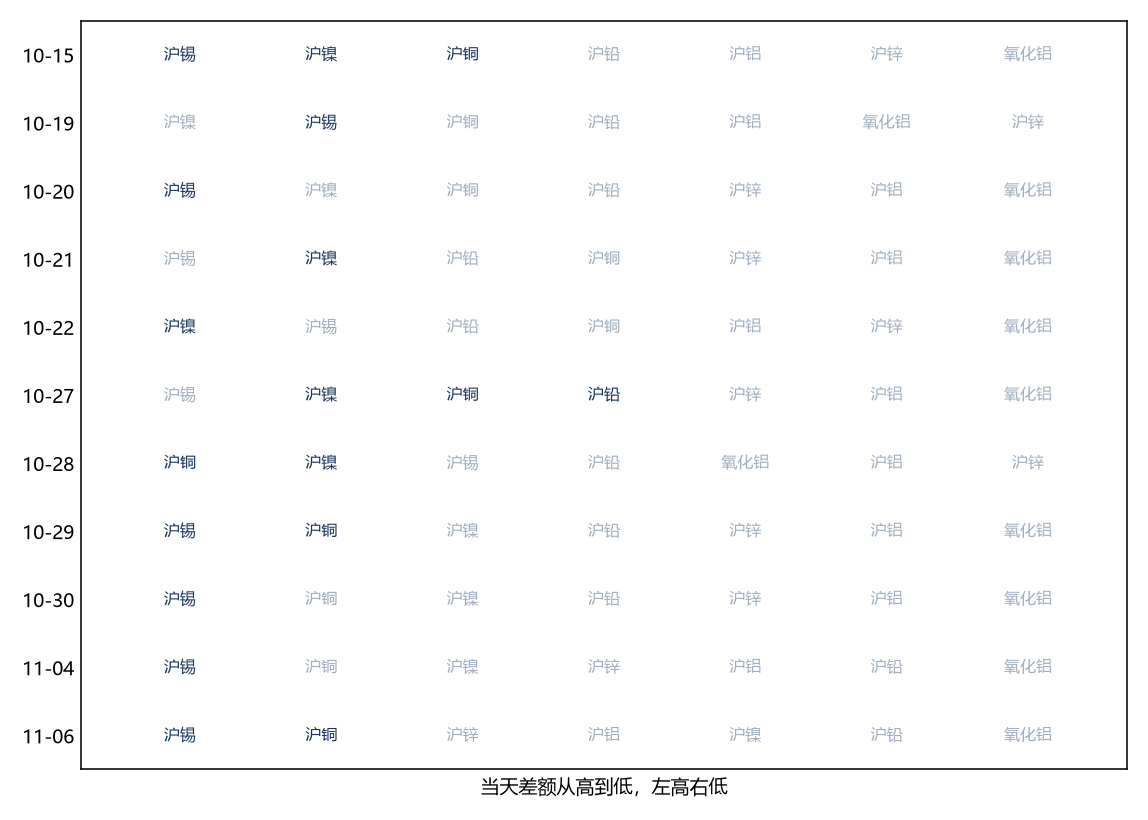 10-15 沪锡 沪镍 沪铜 沪铅 沪铝 沪锌 氧化铝
10-19 沪镍 沪锡 沪铜 沪铅 沪铝 氧化铝 沪锌
10-20 沪锡 沪镍 沪铜 沪铅 沪锌 沪铝 氧化铝
10-21 沪锡 沪镍 沪铅 沪铜 沪锌 沪铝 氧化铝
10-22 沪镍 沪锡 沪铅 沪铜 沪铝 沪锌 氧化铝
10-27 沪锡 沪镍 沪铜 沪铅 沪锌 沪铝 氧化铝
10-28 沪铜 沪镍 沪锡 沪铅 氧化铝 沪铝 沪锌
10-29 沪锡 沪铜 沪镍 沪铅 沪锌 沪铝 氧化铝
10-30 沪锡 沪铜 沪镍 沪铅 沪锌 沪铝 氧化铝
11-04 沪锡 沪铜 沪镍 沪锌 沪铝 沪铅 氧化铝
11-06 沪锡 沪铜 沪锌 沪铝 沪镍 沪铅 氧化铝
当天差额从高到低，左高右低